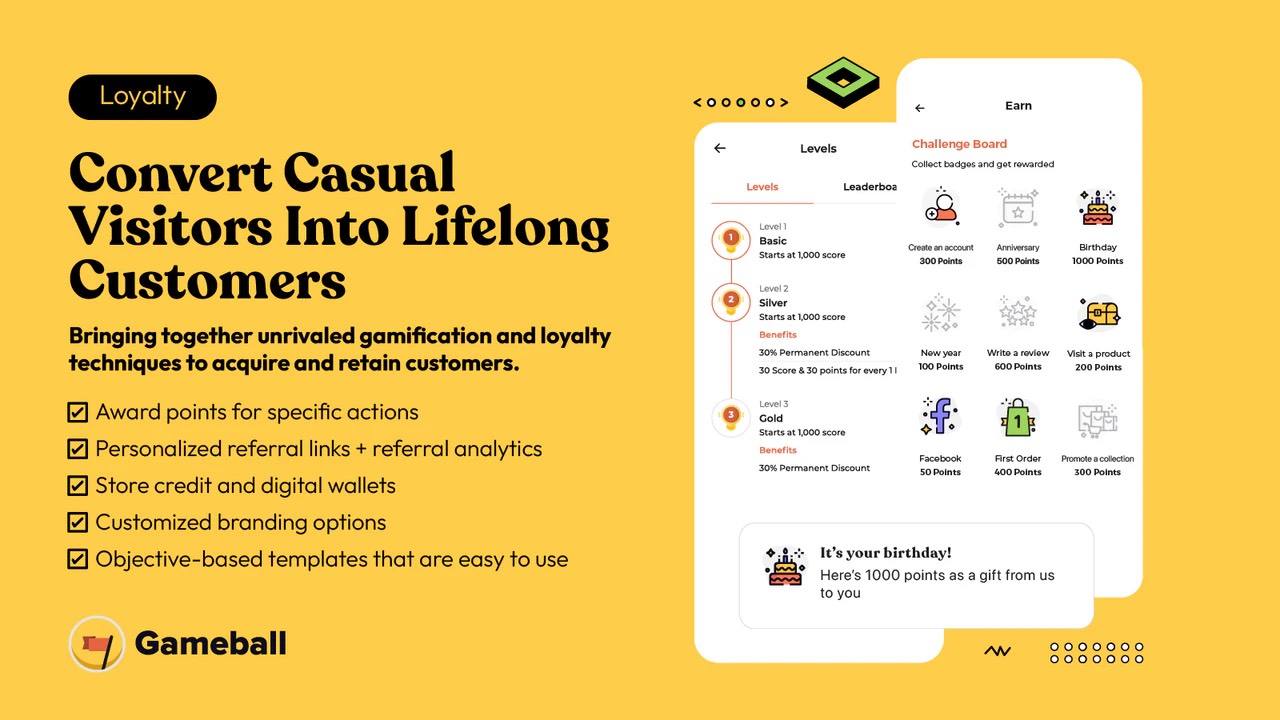 Loyalty
Convert Casual
Visitors Into Lifelong
Customers
Bringing together unrivaled gamification and loyalty
techniques to acquire and retain customers.
Award points for specific actions
Personalized referral links + referral analytics
Store credit and digital wallets
Customized branding options
Objective-based templates that are easy to use
Gameball
Levels
Levels Leaderboa
1
Level 1
Basic
Starts at 1,000 score
2
Level 2
Silver
Starts at 1,000 score
Benefits
30% Permanent Discount
30 Score & 30 points for every 1
3
Level 3
Gold
Starts at 1,000 score
Benefits
30% Permanent Discount
Earn
Challenge Board
Collect badges and get rewarded
Create an account Anniversary Birthday
300 Points 500 Points 1000 Points
New year Write a review Visit a product
100 Points 600 Points 200 Points
1
Facebook First Order Promote a collection
50 Points 400 Points 300 Points
It's your birthday!
Here's 1000 points as a gift from us
to you